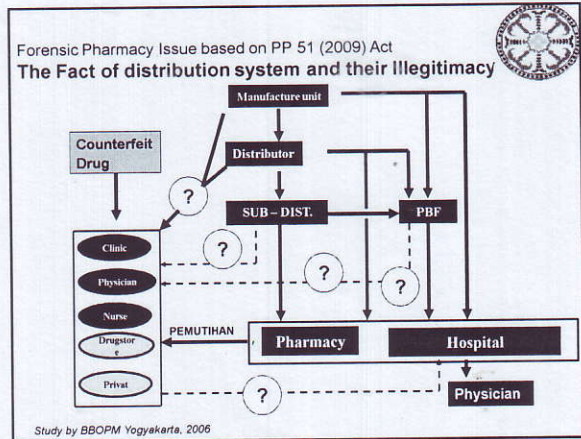 Forensic Pharmacy Issue based on PP 51 (2009) Act
The Fact of distribution system and their Illegitimacy
Manufacture unit
Counterfeit
Drug
Distributor
?
SUB – DIST.
PBF
Clinic
?
Physician
?
?
Nurse
PEMUTIHAN
Drugstor
e
Pharmacy
Hospital
Privat
?
Physician
Study by BBOPM Yogyakarta, 2006